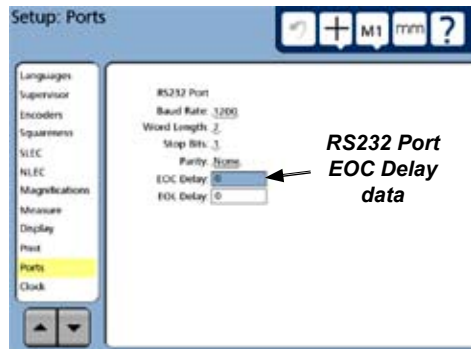 Setup: Ports
M1 mm ?
Languages
Supervisor
Encoders
Squareness
SLEC
NLEC
Magnifications
Measure
Display
Print
Ports
Clock
RS232 Port
Baud Rate: 1200
Word Length: 7
Stop Bits: 1
Parity: None
EOC Delay: 0
EOL Delay: 0
RS232 Port
EOC Delay
data